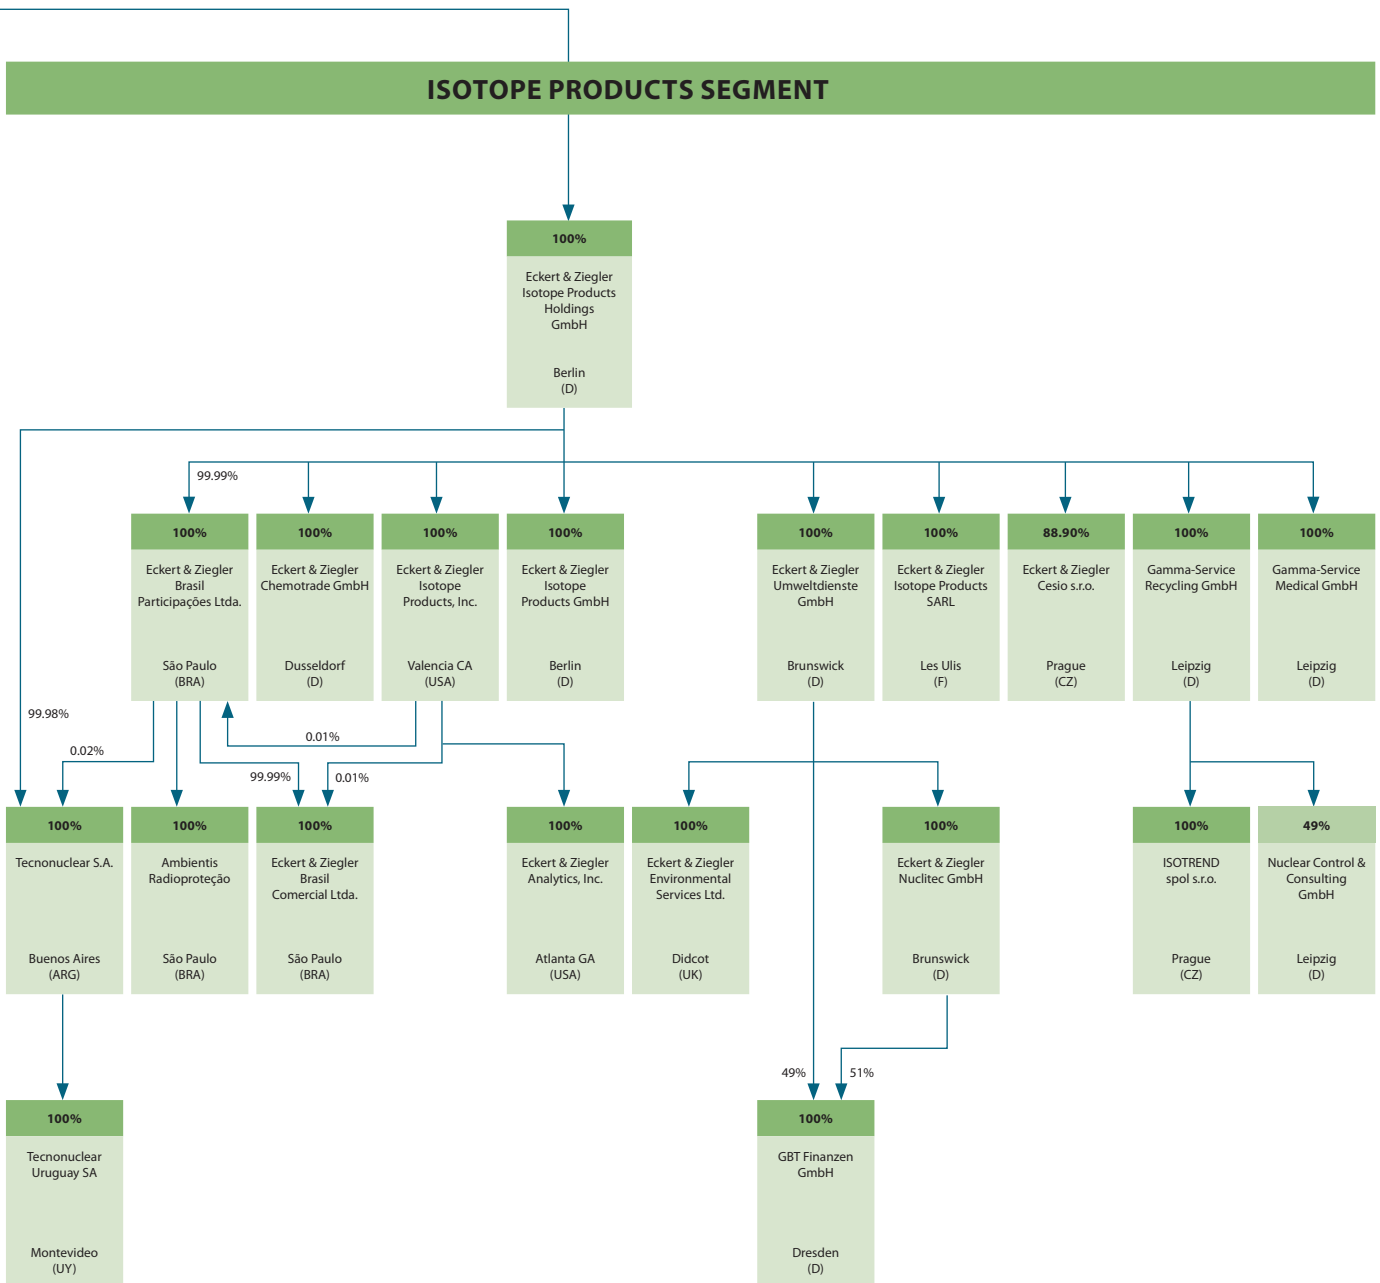 ISOTOPE PRODUCTS SEGMENT
100%
Eckert & Ziegler
Isotope Products
Holdings
GmbH
Berlin
(D)
99.99%
100%
Eckert & Ziegler
Brasil
Participações Ltda.
São Paulo
(BRA)
100%
Eckert & Ziegler
Chemotrade GmbH
Dusseldorf
(D)
100%
Eckert & Ziegler
Isotope
Products, Inc.
Valencia CA
(USA)
100%
Eckert & Ziegler
Isotope
Products GmbH
Berlin
(D)
100%
Eckert & Ziegler
Umweltdienste
GmbH
Brunswick
(D)
100%
Eckert & Ziegler
Isotope Products
SARL
Les Ulis
(F)
88.90%
Eckert & Ziegler
Cesio s.r.o.
Prague
(CZ)
100%
Gamma-Service
Recycling GmbH
Leipzig
(D)
100%
Gamma-Service
Medical GmbH
Leipzig
(D)
99.98%
0.02%
0.01%
99.99%
0.01%
100%
Tecnonuclear S.A.
Buenos Aires
(ARG)
100%
Ambientis
Radioproteção
São Paulo
(BRA)
100%
Eckert & Ziegler
Brasil
Comercial Ltda.
São Paulo
(BRA)
100%
Eckert & Ziegler
Analytics, Inc.
Atlanta GA
(USA)
100%
Eckert & Ziegler
Environmental
Services Ltd.
Didcot
(UK)
100%
Eckert & Ziegler
Nuclitec GmbH
Brunswick
(D)
100%
ISOTREND
spol s.r.o.
Prague
(CZ)
49%
Nuclear Control &
Consulting
GmbH
Leipzig
(D)
49%
51%
100%
Tecnonuclear
Uruguay SA
Montevideo
(UY)
100%
GBT Finanzen
GmbH
Dresden
(D)